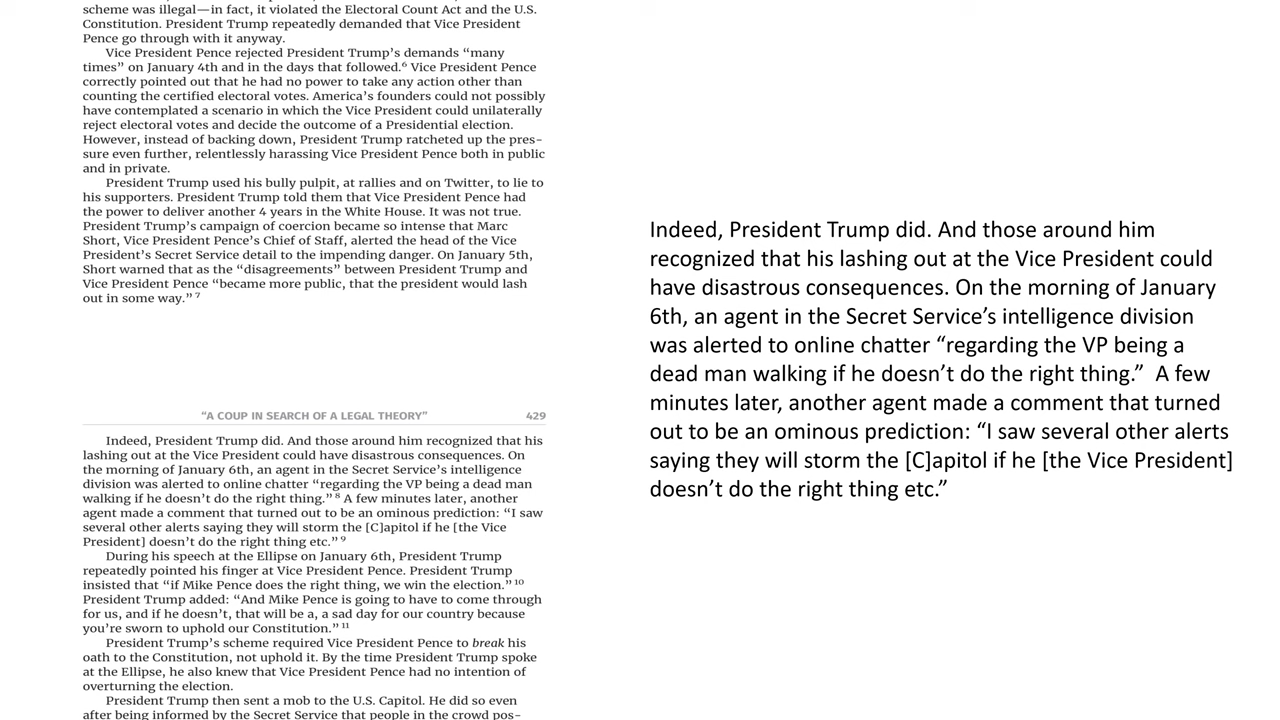 scheme was illegal—in fact, it violated the Electoral Count Act and the U.S.
Constitution. President Trump repeatedly demanded that Vice President
Pence go through with it anyway.
Vice President Pence rejected President Trump’s demands “many
times” on January 4th and in the days that followed.⁶ Vice President Pence
correctly pointed out that he had no power to take any action other than
counting the certified electoral votes. America’s founders could not possibly
have contemplated a scenario in which the Vice President could unilaterally
reject electoral votes and decide the outcome of a Presidential election.
However, instead of backing down, President Trump ratcheted up the pres-
sure even further, relentlessly harassing Vice President Pence both in public
and in private.
President Trump used his bully pulpit, at rallies and on Twitter, to lie to
his supporters. President Trump told them that Vice President Pence had
the power to deliver another 4 years in the White House. It was not true.
President Trump’s campaign of coercion became so intense that Marc
Short, Vice President Pence’s Chief of Staff, alerted the head of the Vice
President’s Secret Service detail to the impending danger. On January 5th,
Short warned that as the “disagreements” between President Trump and
Vice President Pence “became more public, that the president would lash
out in some way.” ⁷
“A COUP IN SEARCH OF A LEGAL THEORY” 429
Indeed, President Trump did. And those around him recognized that his
lashing out at the Vice President could have disastrous consequences. On
the morning of January 6th, an agent in the Secret Service’s intelligence
division was alerted to online chatter “regarding the VP being a dead man
walking if he doesn’t do the right thing.” ⁸ A few minutes later, another
agent made a comment that turned out to be an ominous prediction: “I saw
several other alerts saying they will storm the [C]apitol if he [the Vice
President] doesn’t do the right thing etc.” ⁹
During his speech at the Ellipse on January 6th, President Trump
repeatedly pointed his finger at Vice President Pence. President Trump
insisted that “if Mike Pence does the right thing, we win the election.” ¹⁰
President Trump added: “And Mike Pence is going to have to come through
for us, and if he doesn’t, that will be a, a sad day for our country because
you’re sworn to uphold our Constitution.” ¹¹
President Trump’s scheme required Vice President Pence to break his
oath to the Constitution, not uphold it. By the time President Trump spoke
at the Ellipse, he also knew that Vice President Pence had no intention of
overturning the election.
President Trump then sent a mob to the U.S. Capitol. He did so even
after being informed by the Secret Service that people in the crowd pos-
Indeed, President Trump did. And those around him
recognized that his lashing out at the Vice President could
have disastrous consequences. On the morning of January
6th, an agent in the Secret Service’s intelligence division
was alerted to online chatter “regarding the VP being a
dead man walking if he doesn’t do the right thing.”  A few
minutes later, another agent made a comment that turned
out to be an ominous prediction: “I saw several other alerts
saying they will storm the [C]apitol if he [the Vice President]
doesn’t do the right thing etc.”